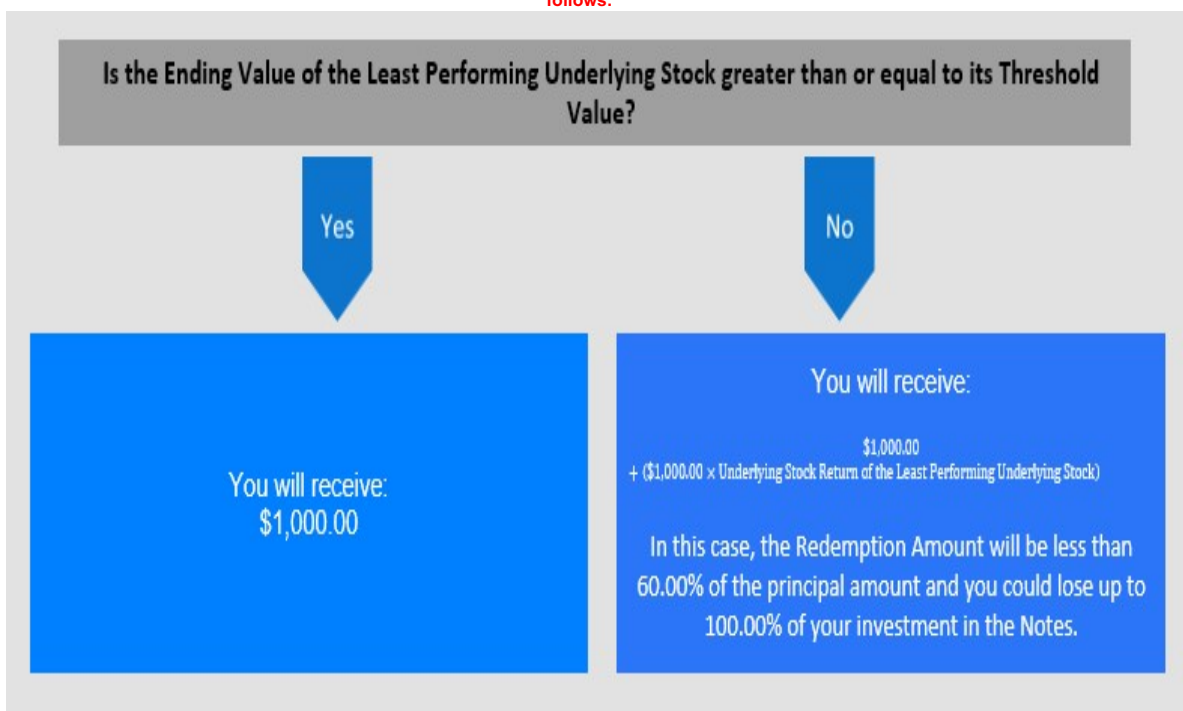 follows:
Is the Ending Value of the Least Performing Underlying Stock greater than or equal to its Threshold
Value?
Yes
No
You will receive:
$1,000.00
You will receive:
$1,000.00
+ ($1,000.00 × Underlying Stock Return of the Least Performing Underlying Stock)
In this case, the Redemption Amount will be less than
60.00% of the principal amount and you could lose up to
100.00% of your investment in the Notes.